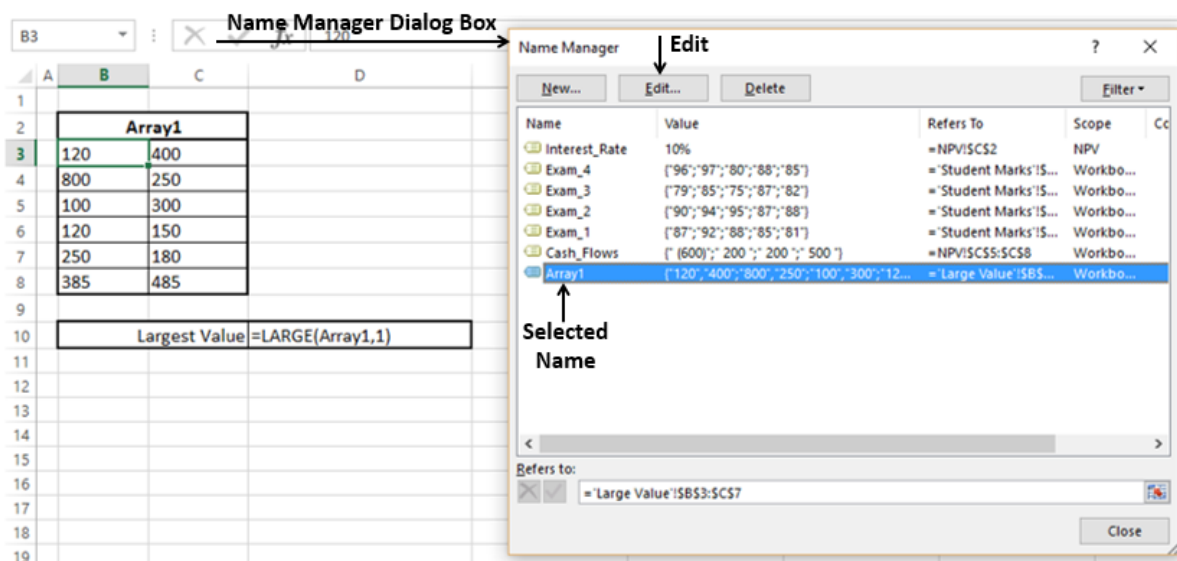 Name Manager Dialog Box
B3
fx 120
A B C D
1
2 Array1
3 120 400
4 800 250
5 100 300
6 120 150
7 250 180
8 385 485
9
10 Largest Value =LARGE(Array1,1)
11
12
13
14
15
16
17
18
19
Name Manager ?
Edit
New... Edit... Delete Filter
Name Value Refers To Scope Cc
Interest_Rate 10% =NPV!$C$2 NPV
Exam_4 {"96";"97";"80";"88";"85"} ='Student Marks'!$... Workbo...
Exam_3 {"79";"85";"75";"87";"82"} ='Student Marks'!$... Workbo...
Exam_2 {"90";"94";"95";"87";"88"} ='Student Marks'!$... Workbo...
Exam_1 {"87";"92";"88";"85";"81"} ='Student Marks'!$... Workbo...
Cash_Flows {" (600)";" 200 ";" 200 ";" 500 "} =NPV!$C$5:$C$8 Workbo...
Array1 {"120","400";"800","250";"100","300";"12... ='Large Value'!$B$... Workbo...
Selected
Name
Refers to:
='Large Value'!$B$3:$C$7
Close